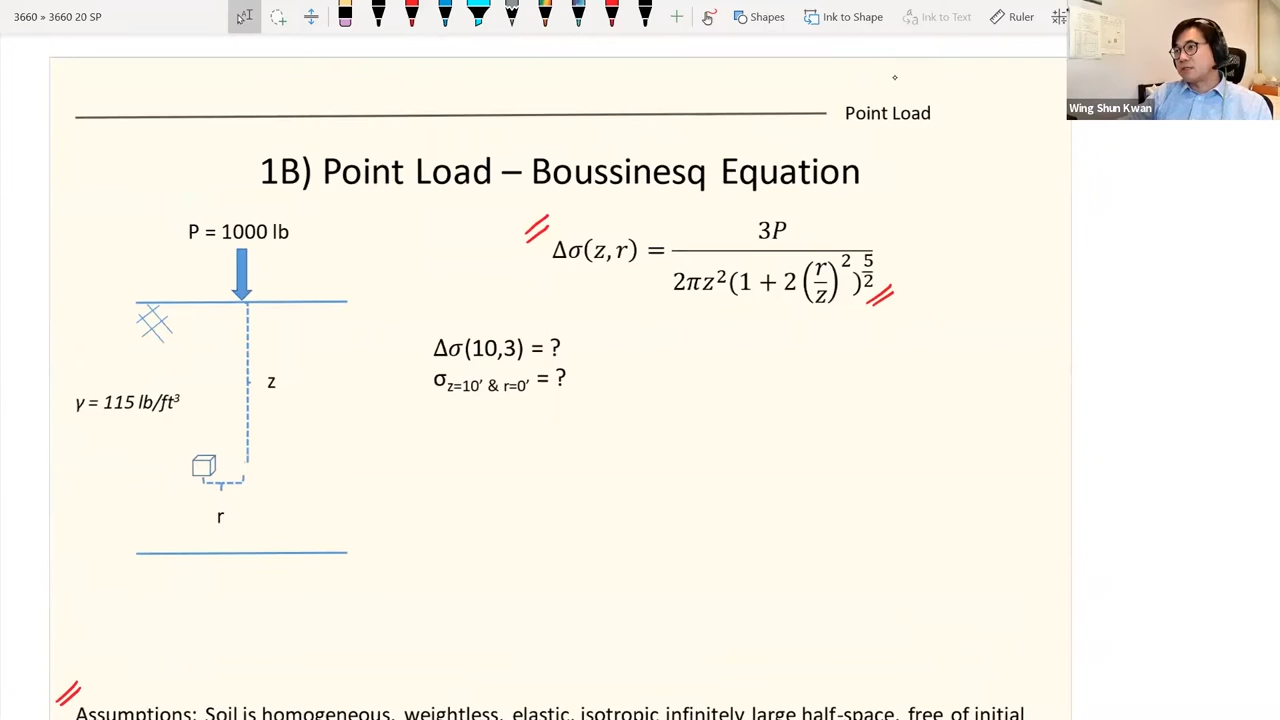 3660 » 3660 20 SP
Shapes
Ink to Shape
Ink to Text
Ruler
Wing Shun Kwan
Point Load
1B) Point Load – Boussinesq Equation
P = 1000 lb
Δσ(z, r) = 3P / 2πz²(1 + 2 (r/z)²)^5/2
Δσ(10,3) = ?
σz=10’ & r=0’ = ?
z
γ = 115 lb/ft³
r
Assumptions: Soil is homogeneous, weightless, elastic, isotropic infinitely large half-space, free of initial